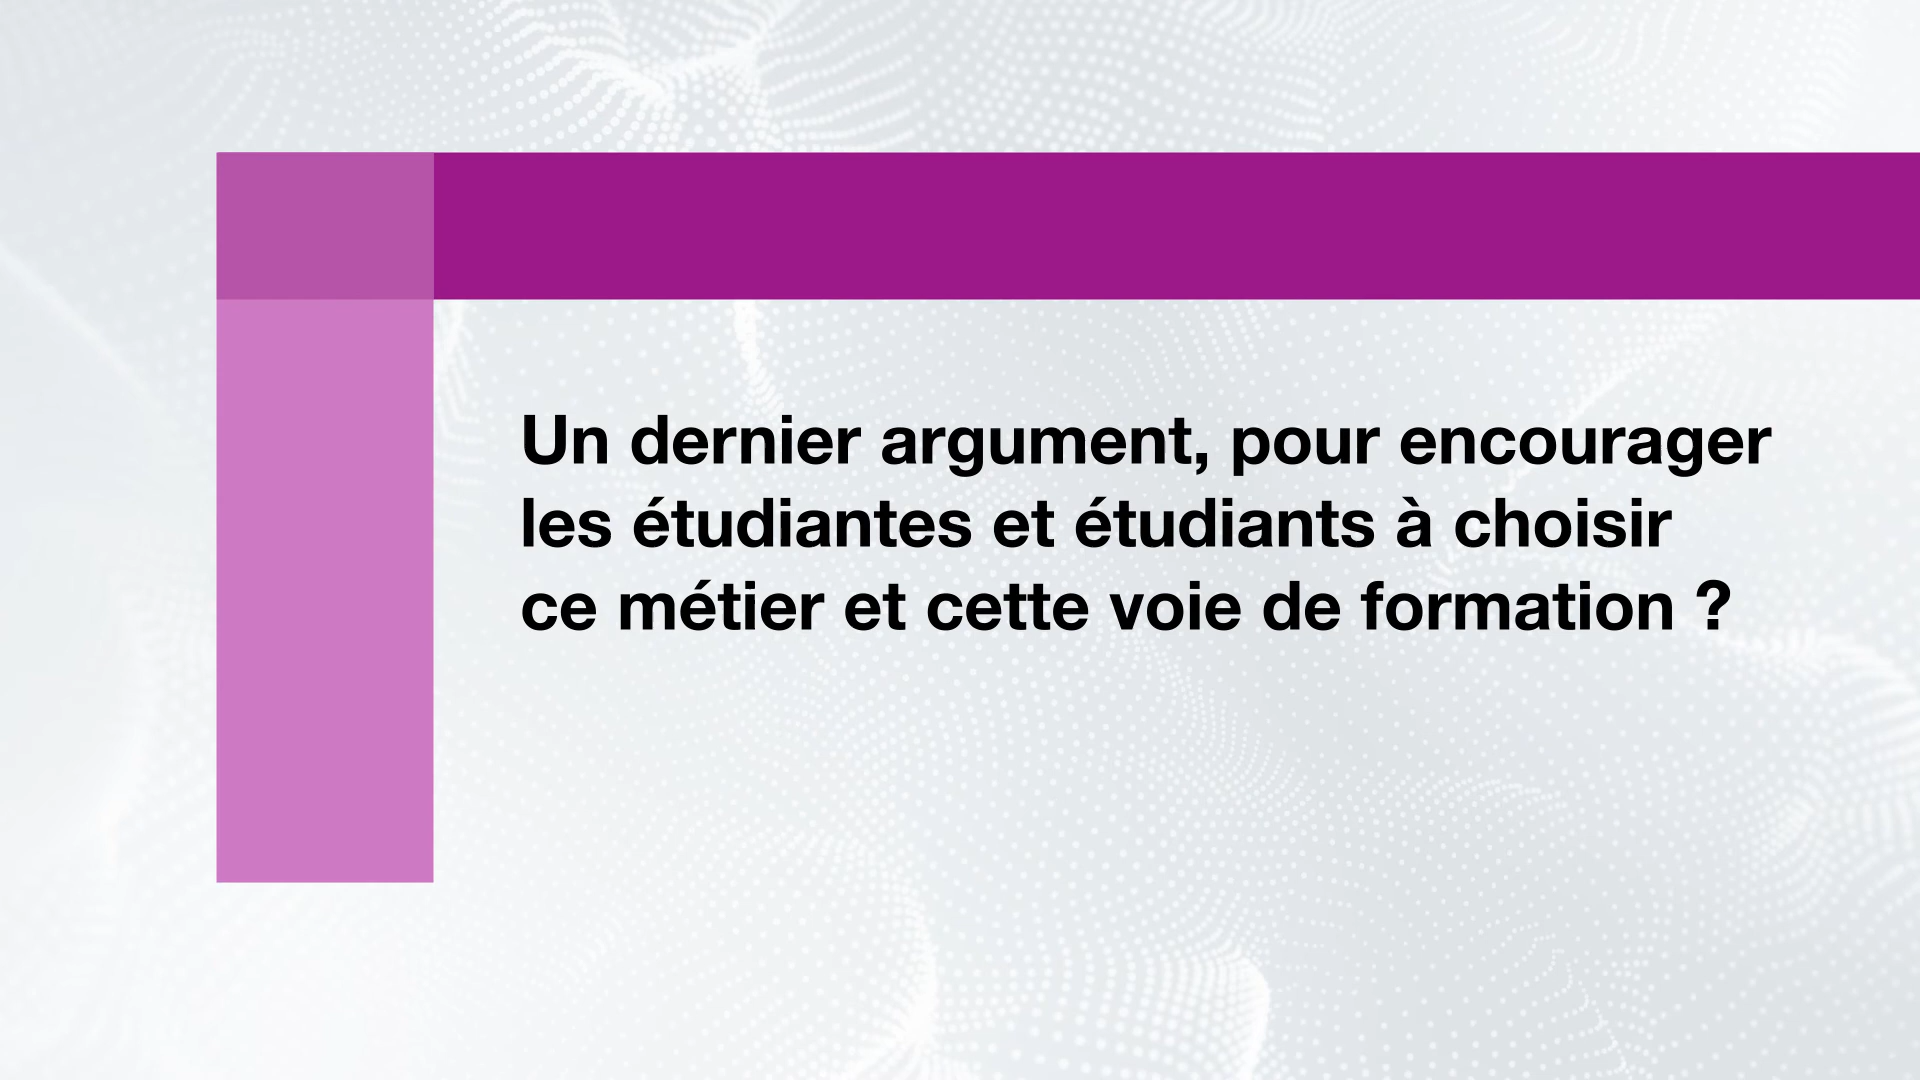 Un dernier argument, pour encourager
les étudiantes et étudiants à choisir
ce métier et cette voie de formation ?